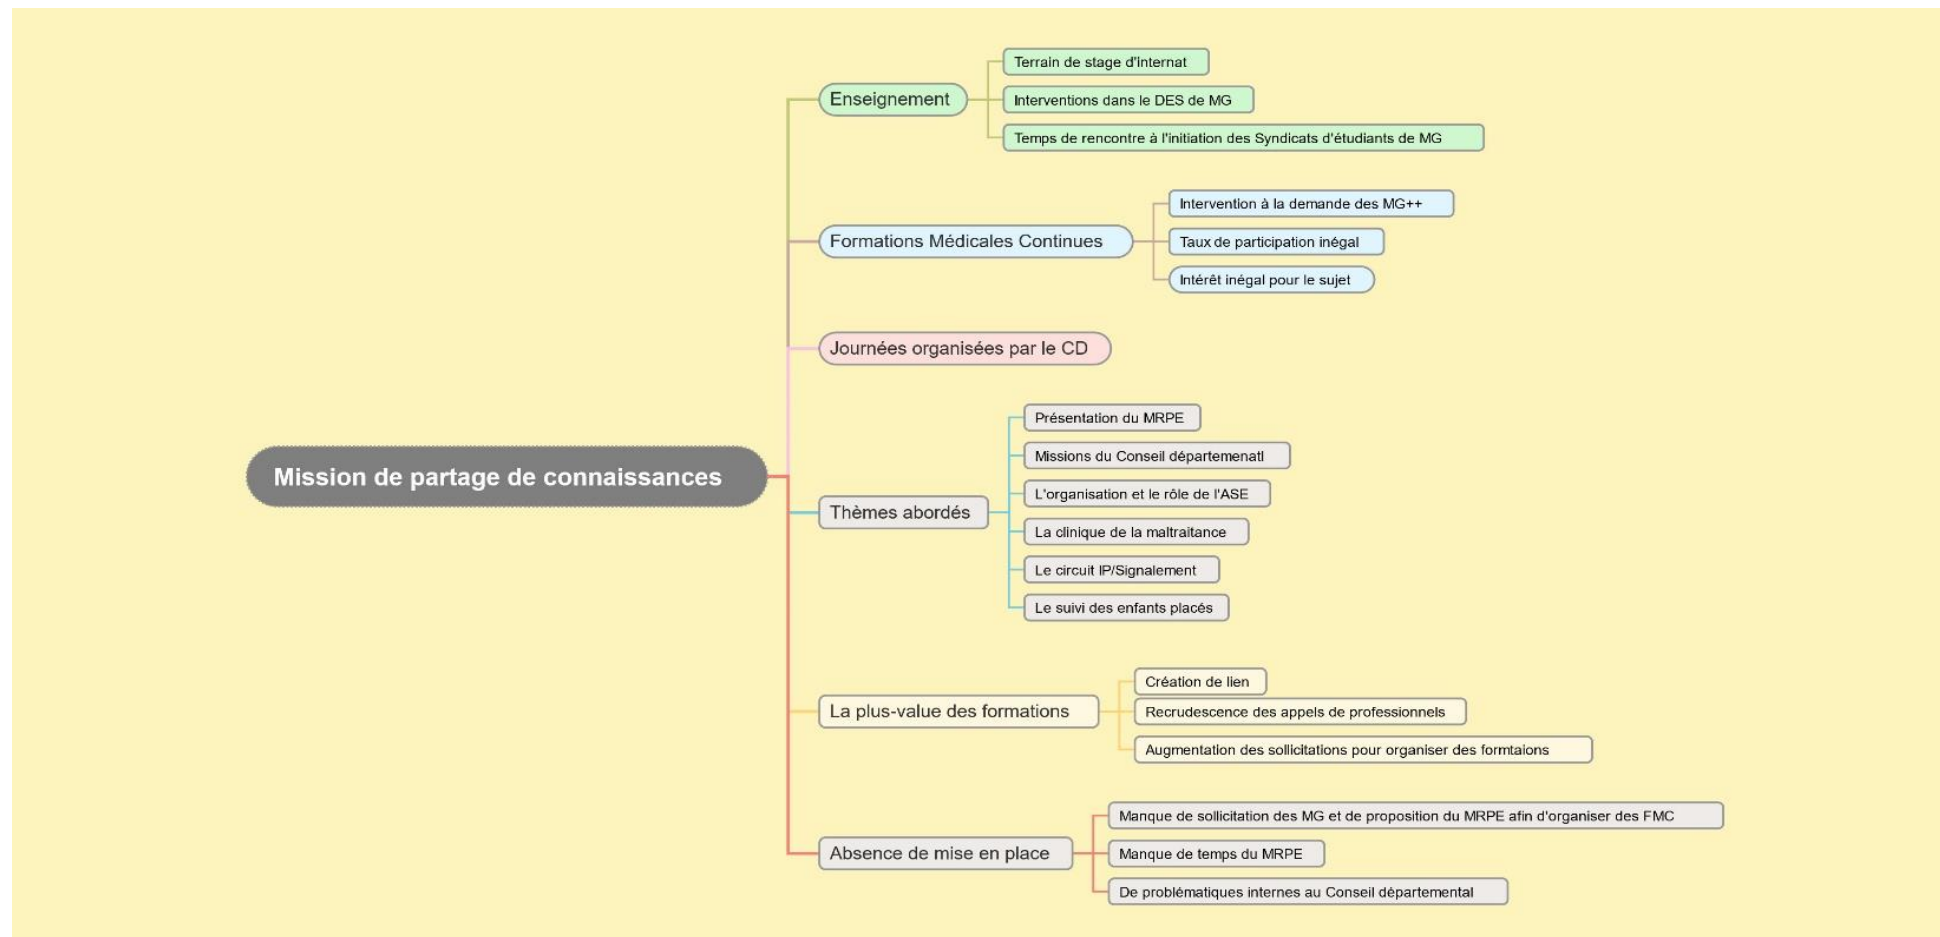 Mission de partage de connaissances
Enseignement
Terrain de stage d'internat
Interventions dans le DES de MG
Temps de rencontre à l'initiation des Syndicats d'étudiants de MG
Formations Médicales Continues
Intervention à la demande des MG++
Taux de participation inégal
Intérêt inégal pour le sujet
Journées organisées par le CD
Thèmes abordés
Présentation du MRPE
Missions du Conseil départemenatl
L'organisation et le rôle de l'ASE
La clinique de la maltraitance
Le circuit IP/Signalement
Le suivi des enfants placés
La plus-value des formations
Création de lien
Recrudescence des appels de professionnels
Augmentation des sollicitations pour organiser des formtaions
Absence de mise en place
Manque de sollicitation des MG et de proposition du MRPE afin d'organiser des FMC
Manque de temps du MRPE
De problématiques internes au Conseil départemental